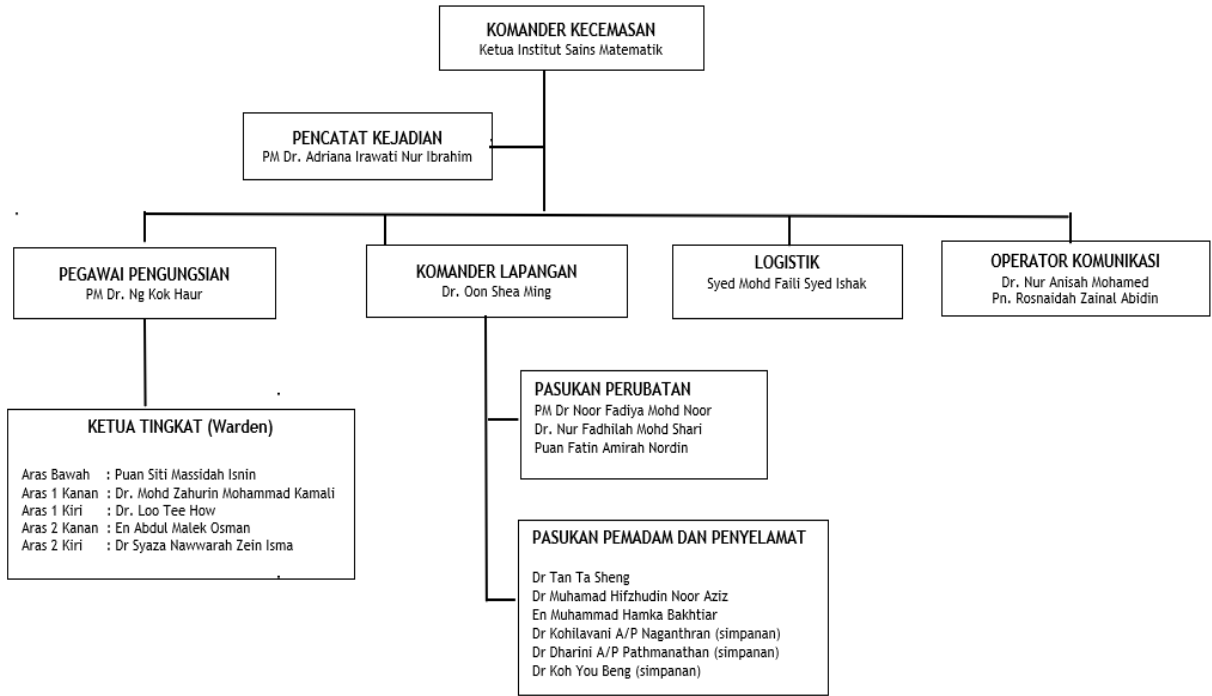 KOMANDER KECEMASAN
Ketua Institut Sains Matematik
PENCATAT KEJADIAN
PM Dr. Adriana Irawati Nur Ibrahim
PEGAWAI PENGUNGSIAN
PM Dr. Ng Kok Haur
KOMANDER LAPANGAN
Dr. Oon Shea Ming
LOGISTIK
Syed Mohd Faili Syed Ishak
OPERATOR KOMUNIKASI
Dr. Nur Anisah Mohamed
Pn. Rosnaidah Zainal Abidin
KETUA TINGKAT (Warden)
Aras Bawah : Puan Siti Massidah Isnin
Aras 1 Kanan : Dr. Mohd Zahurin Mohammad Kamali
Aras 1 Kiri : Dr. Loo Tee How
Aras 2 Kanan : En Abdul Malek Osman
Aras 2 Kiri : Dr Syaza Nawwarah Zein Isma
PASUKAN PERUBATAN
PM Dr Noor Fadiya Mohd Noor
Dr. Nur Fadhilah Mohd Shari
Puan Fatin Amirah Nordin
PASUKAN PEMADAM DAN PENYELAMAT
Dr Tan Ta Sheng
Dr Muhamad Hifzhudin Noor Aziz
En Muhammad Hamka Bakhtiar
Dr Kohilavani A/P Naganthran (simpanan)
Dr Dharini A/P Pathmanathan (simpanan)
Dr Koh You Beng (simpanan)